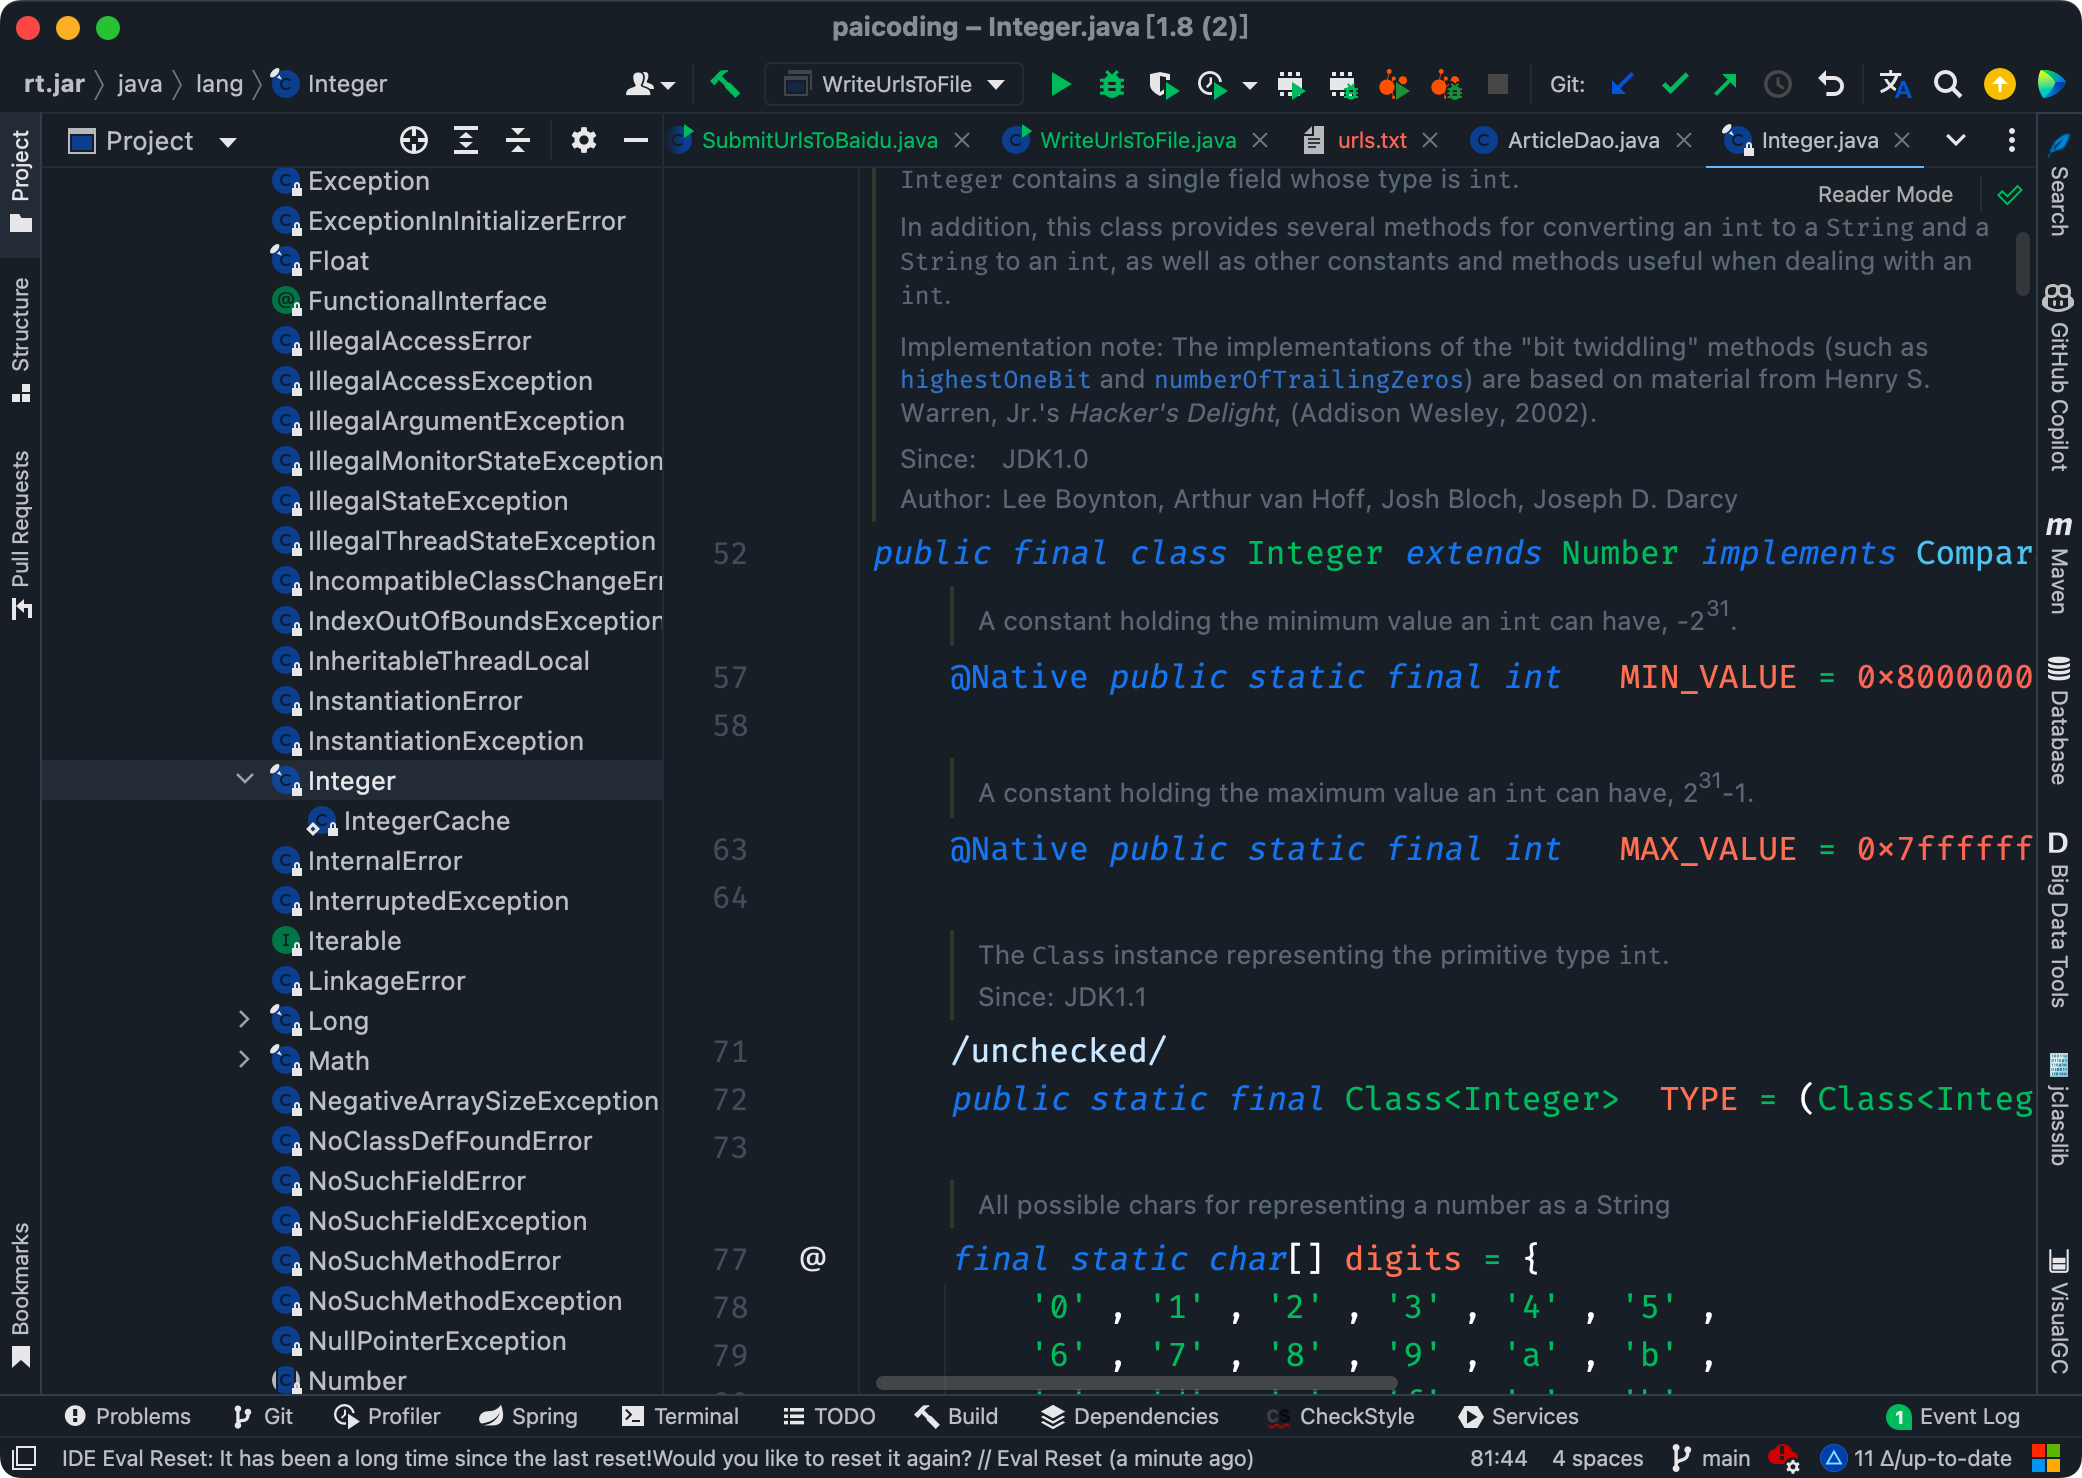 paicoding – Integer.java [1.8 (2)]
rt.jar java lang Integer
WriteUrlsToFile
Git:
Project
SubmitUrlsToBaidu.java
WriteUrlsToFile.java
urls.txt
ArticleDao.java
Integer.java
Project
Structure
Pull Requests
Bookmarks
Exception
ExceptionInInitializerError
Float
FunctionalInterface
IllegalAccessError
IllegalAccessException
IllegalArgumentException
IllegalMonitorStateException
IllegalStateException
IllegalThreadStateException
IncompatibleClassChangeErr
IndexOutOfBoundsException
InheritableThreadLocal
InstantiationError
InstantiationException
Integer
IntegerCache
InternalError
InterruptedException
Iterable
LinkageError
Long
Math
NegativeArraySizeException
NoClassDefFoundError
NoSuchFieldError
NoSuchFieldException
NoSuchMethodError
NoSuchMethodException
NullPointerException
Number
Integer contains a single field whose type is int.
Reader Mode
In addition, this class provides several methods for converting an int to a String and a
String to an int, as well as other constants and methods useful when dealing with an
int.
Implementation note: The implementations of the "bit twiddling" methods (such as
highestOneBit and numberOfTrailingZeros) are based on material from Henry S.
Warren, Jr.'s Hacker's Delight, (Addison Wesley, 2002).
Since: JDK1.0
Author: Lee Boynton, Arthur van Hoff, Josh Bloch, Joseph D. Darcy
52 public final class Integer extends Number implements Compar
A constant holding the minimum value an int can have, -2^31.
57 @Native public static final int MIN_VALUE = 0×8000000
58
A constant holding the maximum value an int can have, 2^31-1.
63 @Native public static final int MAX_VALUE = 0×7ffffff
64
The Class instance representing the primitive type int.
Since: JDK1.1
71 /unchecked/
72 public static final Class<Integer> TYPE = (Class<Integ
73
All possible chars for representing a number as a String
77 @ final static char[] digits = {
78 '0' , '1' , '2' , '3' , '4' , '5' ,
79 '6' , '7' , '8' , '9' , 'a' , 'b' ,
Search
GitHub Copilot
m Maven
Database
D Big Data Tools
jclasslib
VisualGC
Problems
Git
Profiler
Spring
Terminal
TODO
Build
Dependencies
CS CheckStyle
Services
1 Event Log
IDE Eval Reset: It has been a long time since the last reset!Would you like to reset it again? // Eval Reset (a minute ago)
81:44
4 spaces
main
11 Δ/up-to-date